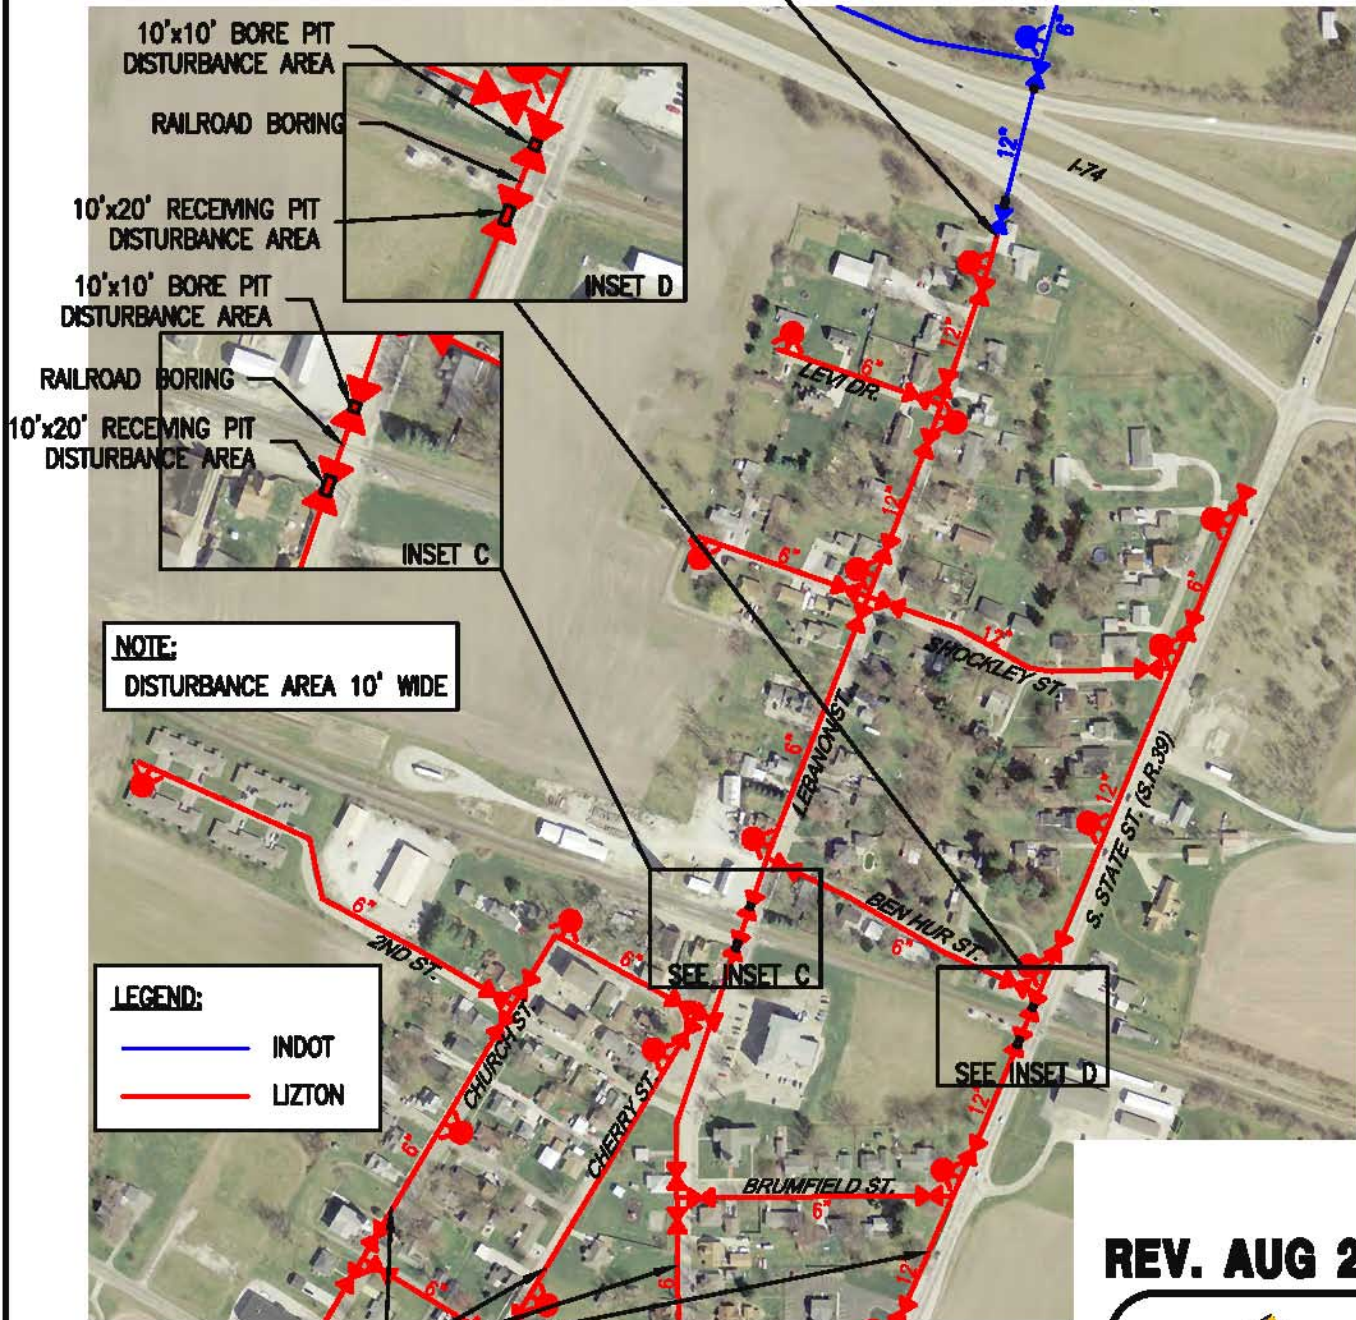 10'x10' BORE PIT
DISTURBANCE AREA
RAILROAD BORING
10'x20' RECEIVING PIT
DISTURBANCE AREA
INSET D
10'x10' BORE PIT
DISTURBANCE AREA
RAILROAD BORING
10'x20' RECEIVING PIT
DISTURBANCE AREA
INSET C
6"
12"
I-74
12"
6"
LEVI DR.
12"
6"
6"
12"
SHOCKLEY ST.
NOTE:
DISTURBANCE AREA 10' WIDE
LEBANON ST.
6"
12"
S. STATE ST. (S.R.39)
6"
2ND ST.
6"
BEN HUR ST.
6"
SEE INSET C
LEGEND:
INDOT
LIZTON
CHURCH ST.
6"
CHERRY ST.
SEE INSET D
12"
BRUMFIELD ST.
6"
6"
6
12
REV. AUG 2